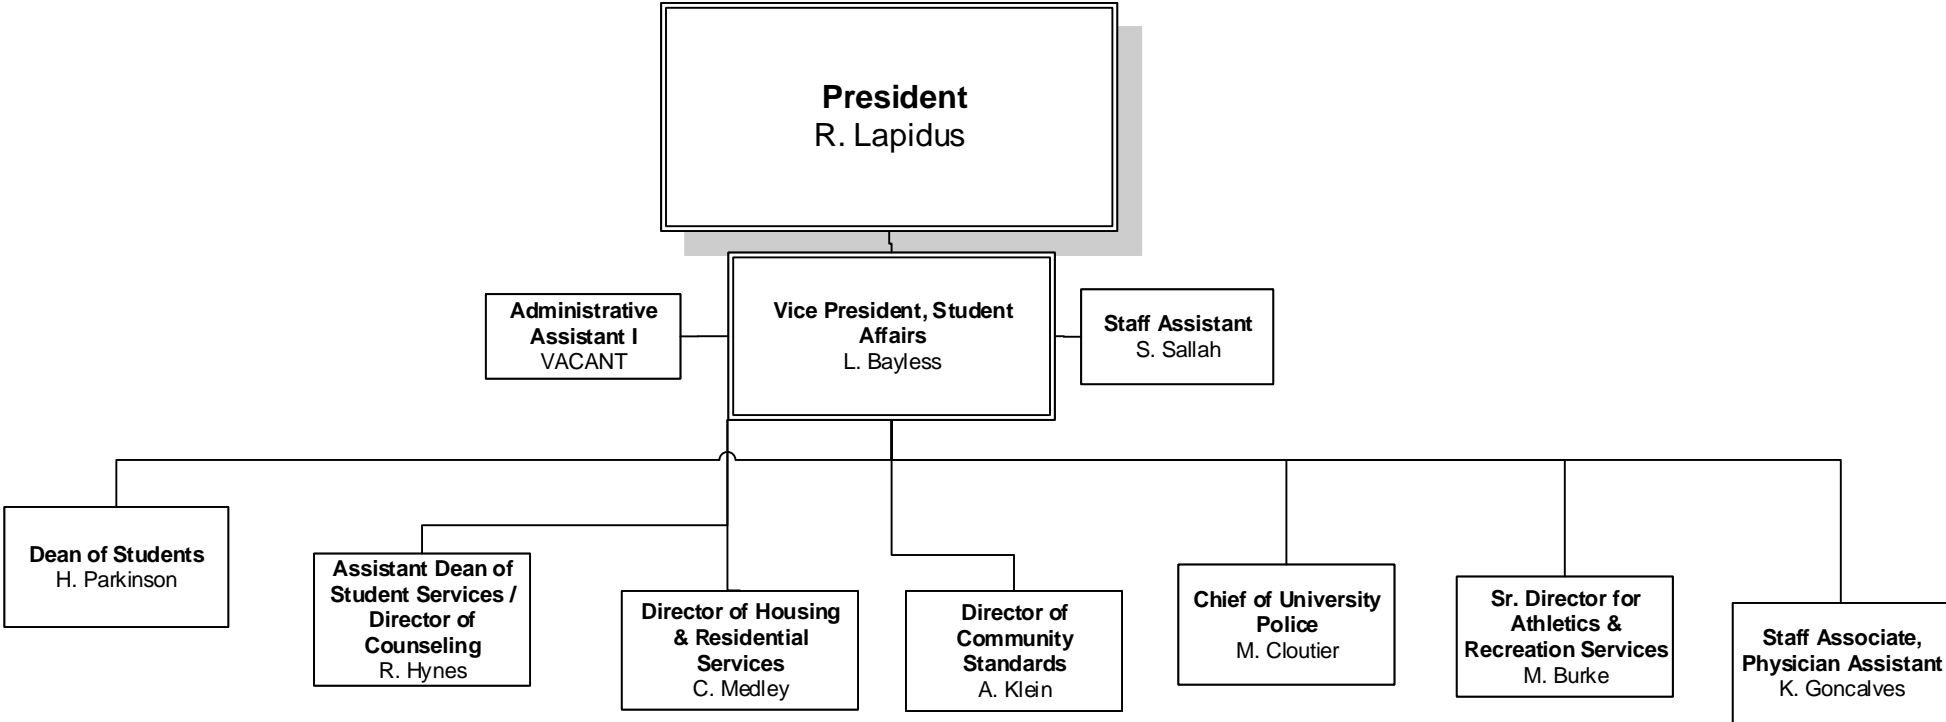 President
R. Lapidus
Administrative
Assistant I
VACANT
Vice President, Student
Affairs
L. Bayless
Staff Assistant
S. Sallah
Dean of Students
H. Parkinson
Assistant Dean of
Student Services /
Director of
Counseling
R. Hynes
Director of Housing
& Residential
Services
C. Medley
Director of
Community
Standards
A. Klein
Chief of University
Police
M. Cloutier
Sr. Director for
Athletics &
Recreation Services
M. Burke
Staff Associate,
Physician Assistant
K. Goncalves